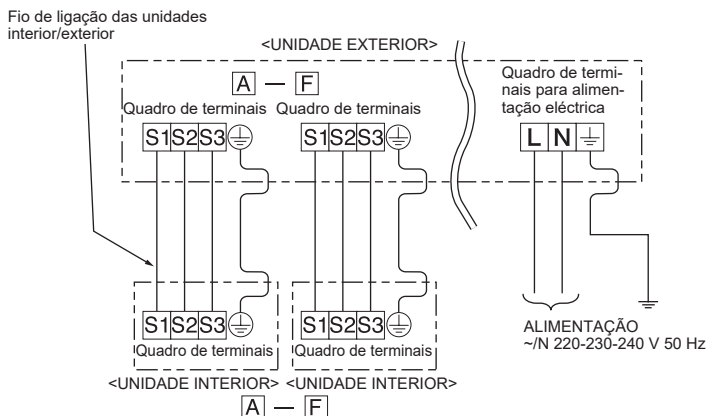 Fio de ligação das unidades
interior/exterior
<UNIDADE EXTERIOR>
A — F
Quadro de terminais
Quadro de terminais
Quadro de termi-
nais para alimen-
tação eléctrica
S1 S2 S3
S1 S2 S3
L N
S1 S2 S3
S1 S2 S3
Quadro de terminais
Quadro de terminais
ALIMENTAÇÃO
~/N 220-230-240 V 50 Hz
<UNIDADE INTERIOR>
<UNIDADE INTERIOR>
A — F